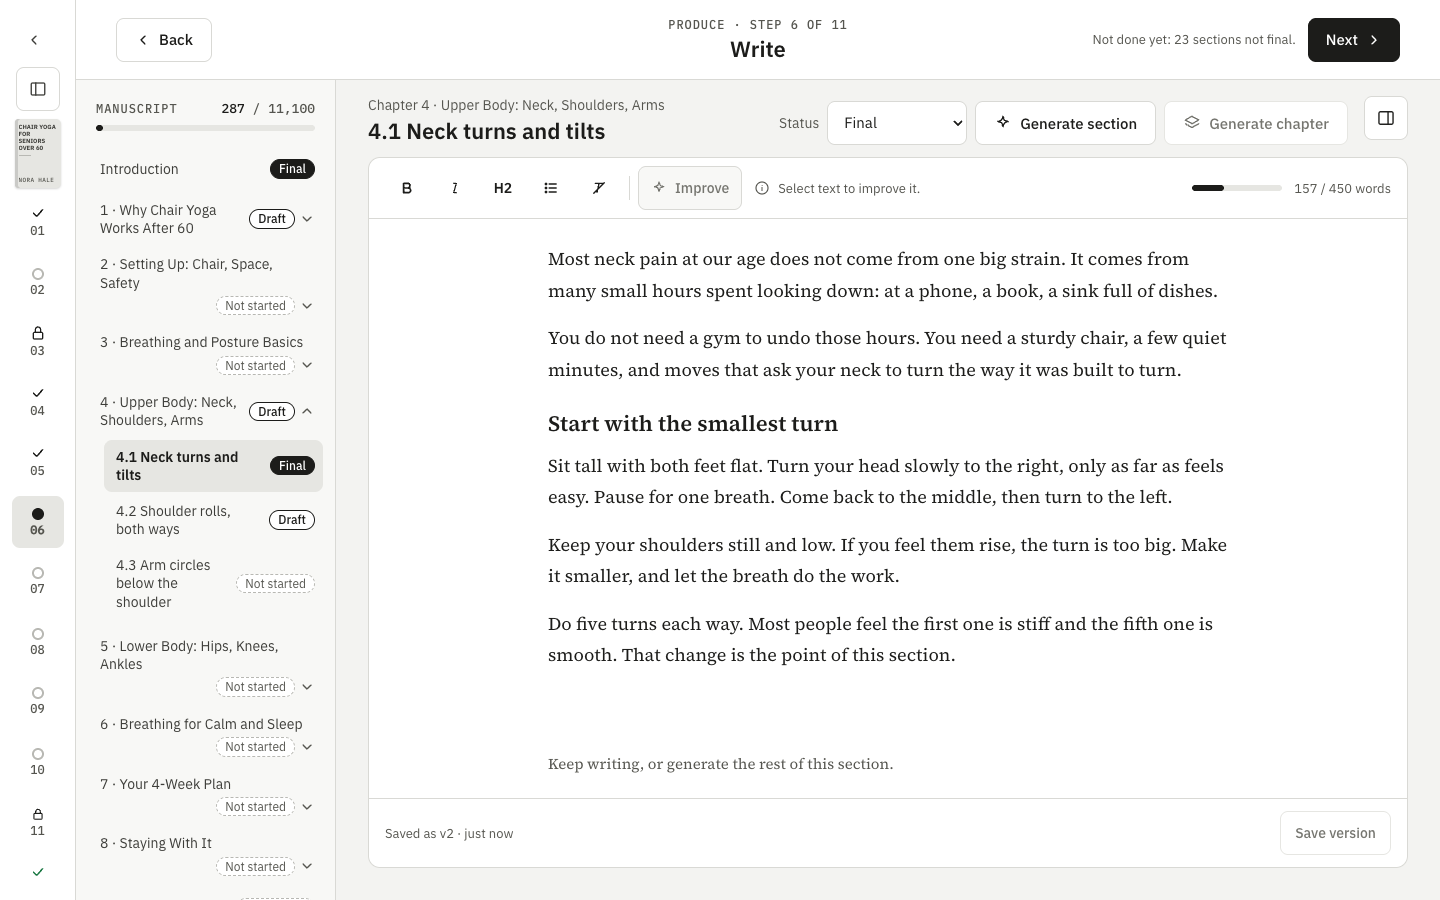 PRODUCE · STEP 6 OF 11
Write
Back
Not done yet: 23 sections not final.
Next
CHAIR YOGA
FOR
SENIORS
OVER 60
NORA HALE
01
02
03
04
05
06
07
08
09
10
11
MANUSCRIPT
287 / 11,100
Introduction
Final
1 · Why Chair Yoga
Works After 60
Draft
2 · Setting Up: Chair, Space,
Safety
Not started
3 · Breathing and Posture Basics
Not started
4 · Upper Body: Neck,
Shoulders, Arms
Draft
4.1 Neck turns and
tilts
Final
4.2 Shoulder rolls,
both ways
Draft
4.3 Arm circles
below the
shoulder
Not started
5 · Lower Body: Hips, Knees,
Ankles
Not started
6 · Breathing for Calm and Sleep
Not started
7 · Your 4-Week Plan
Not started
8 · Staying With It
Not started
Chapter 4 · Upper Body: Neck, Shoulders, Arms
4.1 Neck turns and tilts
Status
Final
Generate section
Generate chapter
B
I
H2
T
Improve
Select text to improve it.
157 / 450 words
Most neck pain at our age does not come from one big strain. It comes from
many small hours spent looking down: at a phone, a book, a sink full of dishes.
You do not need a gym to undo those hours. You need a sturdy chair, a few quiet
minutes, and moves that ask your neck to turn the way it was built to turn.
Start with the smallest turn
Sit tall with both feet flat. Turn your head slowly to the right, only as far as feels
easy. Pause for one breath. Come back to the middle, then turn to the left.
Keep your shoulders still and low. If you feel them rise, the turn is too big. Make
it smaller, and let the breath do the work.
Do five turns each way. Most people feel the first one is stiff and the fifth one is
smooth. That change is the point of this section.
Keep writing, or generate the rest of this section.
Saved as v2 · just now
Save version